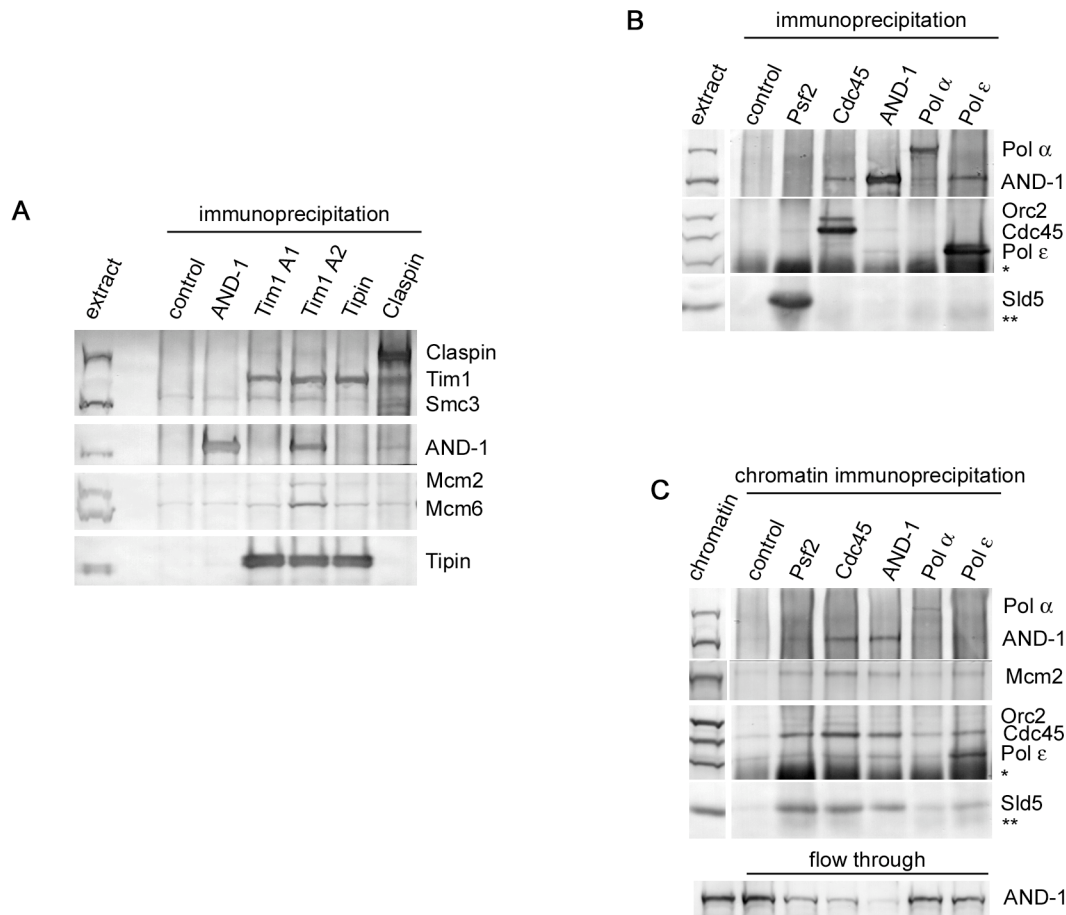 A
immunoprecipitation
extract
control
AND-1
Tim1 A1
Tim1 A2
Tipin
Claspin
Claspin
Tim1
Smc3
AND-1
Mcm2
Mcm6
Tipin
B
immunoprecipitation
extract
control
Psf2
Cdc45
AND-1
Pol α
Pol ε
Pol α
AND-1
Orc2
Cdc45
Pol ε
*
Sld5
**
C
chromatin immunoprecipitation
chromatin
control
Psf2
Cdc45
AND-1
Pol α
Pol ε
Pol α
AND-1
Mcm2
Orc2
Cdc45
Pol ε
*
Sld5
**
flow through
AND-1